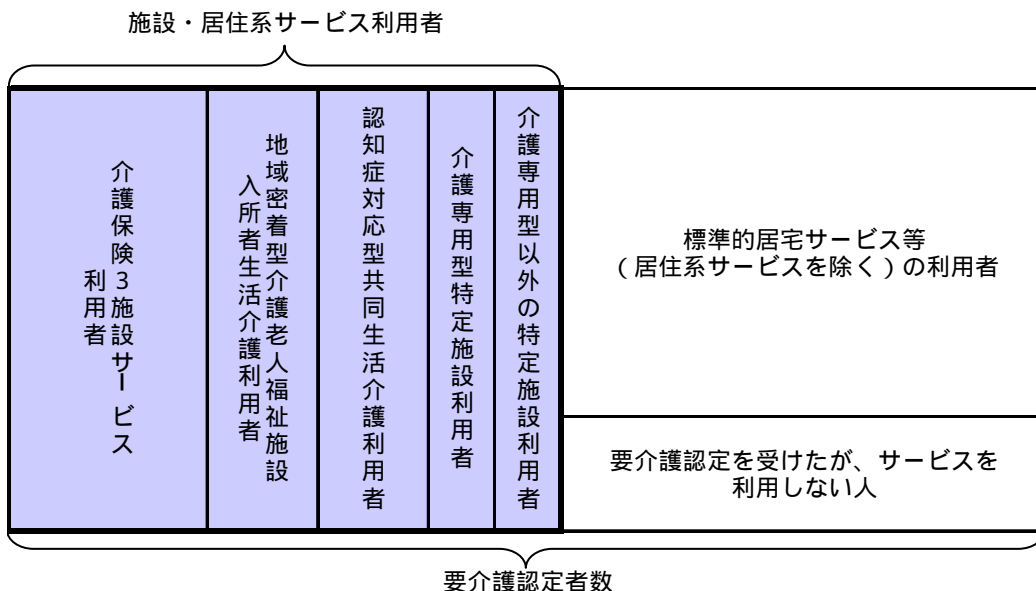 施設・居住系サービス利用者
介護保険3施設サービス
利用者
地域密着型介護老人福祉施設
入所者生活介護利用者
認知症対応型共同生活介護利用者
介護専用型特定施設利用者
介護専用型以外の特定施設利用者
標準的居宅サービス等
(居住系サービスを除く)の利用者
要介護認定を受けたが、サービスを
利用しない人
要介護認定者数